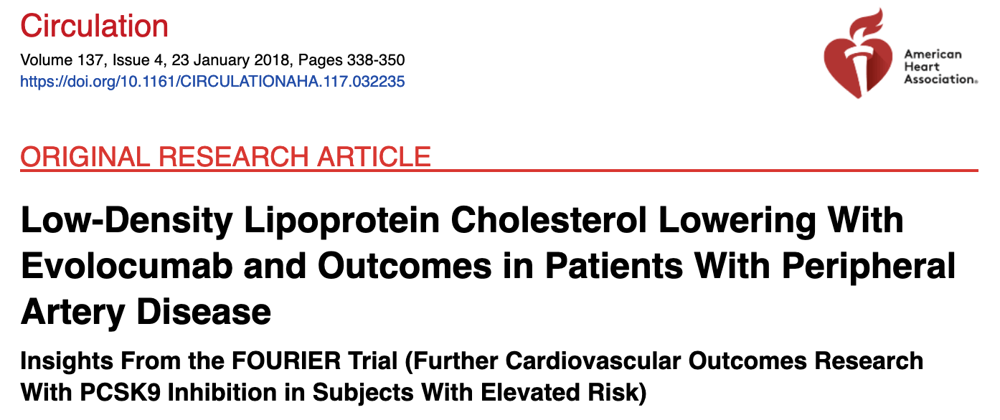 Circulation
Volume 137, Issue 4, 23 January 2018, Pages 338-350
https://doi.org/10.1161/CIRCULATIONAHA.117.032235
American
Heart
Association®
ORIGINAL RESEARCH ARTICLE
Low-Density Lipoprotein Cholesterol Lowering With
Evolocumab and Outcomes in Patients With Peripheral
Artery Disease
Insights From the FOURIER Trial (Further Cardiovascular Outcomes Research
With PCSK9 Inhibition in Subjects With Elevated Risk)